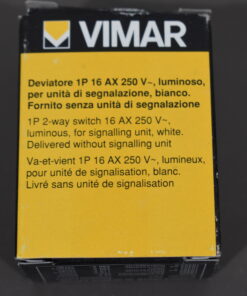 VIMAR
Deviatore 1P 16 AX 250 V~, luminoso,
per unità di segnalazione, bianco.
Fornito senza unità di segnalazione
1P 2-way switch 16 AX 250 V~,
luminous, for signalling unit, white.
Delivered without signalling unit
Va-et-vient 1P 16 AX 250 V~, lumineux,
pour unité de signalisation, blanc.
Livré sans unité de signalisation